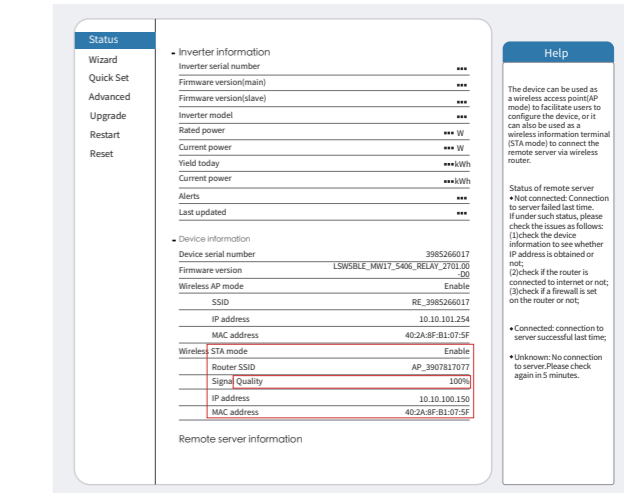 Status
Wizard
Quick Set
Advanced
Upgrade
Restart
Reset
- Inverter information
Inverter serial number ---
Firmware version(main) ---
Firmware version(slave) ---
Inverter model ---
Rated power --- W
Current power --- W
Yield today ---kWh
Current power ---kWh
Alerts ---
Last updated ---
- Device information
Device serial number 3985266017
Firmware version LSW5BLE_MW17_5406_RELAY_2701.00
-D0
Wireless AP mode Enable
SSID RE_3985266017
IP address 10.10.101.254
MAC address 40:2A:8F:B1:07:5F
Wireless STA mode Enable
Router SSID AP_3907817077
Signal Quality 100%
IP address 10.10.100.150
MAC address 40:2A:8F:B1:07:5F
Remote server information
Help
The device can be used as
a wireless access point(AP
mode) to facilitate users to
configure the device, or it
can also be used as a
wireless information terminal
(STA mode) to connect the
remote server via wireless
router.
Status of remote server
◆Not connected: Connection
to server failed last time.
If under such status, please
check the issues as follows:
(1)check the device
information to see whether
IP address is obtained or
not;
(2)check if the router is
connected to internet or not;
(3)check if a firewall is set
on the router or not;
◆Connected: connection to
server successful last time;
◆Unknown: No connection
to server.Please check
again in 5 minutes.